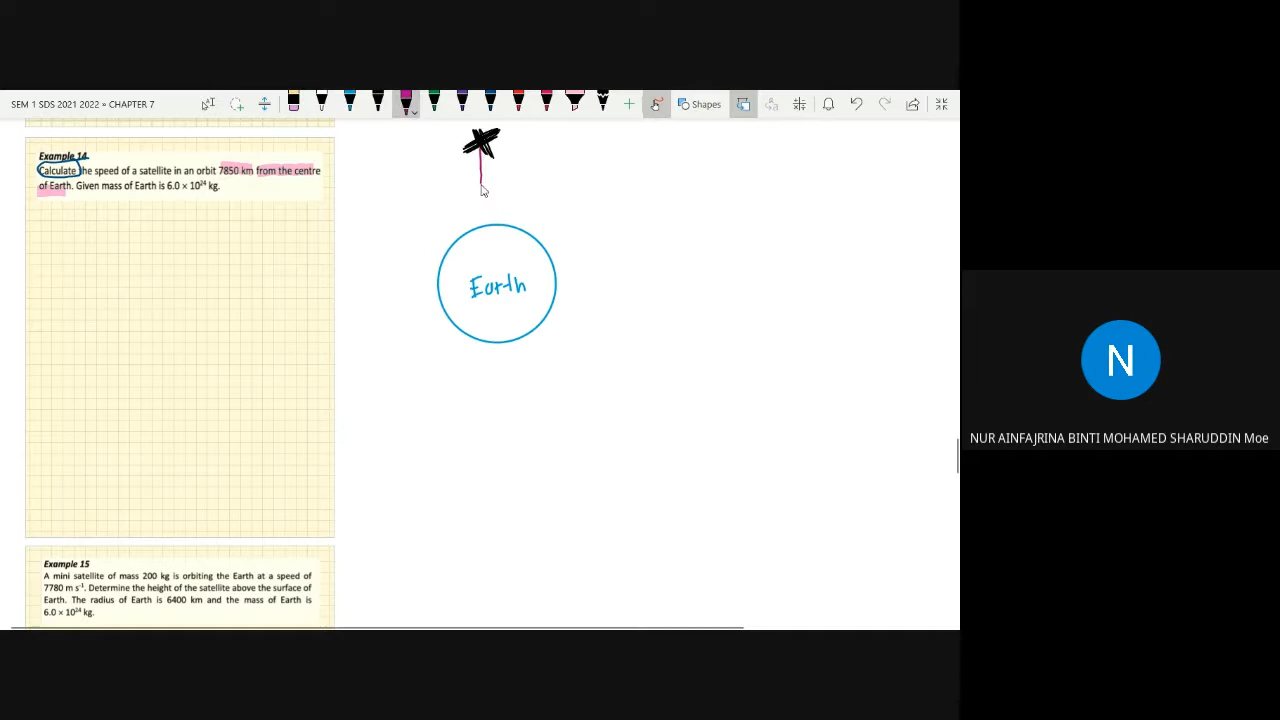 SEM 1 SDS 2021 2022 » CHAPTER 7
Shapes
Example 14
Calculate the speed of a satellite in an orbit 7850 km from the centre
of Earth. Given mass of Earth is 6.0 × 10²⁴ kg.
Earth
N
NUR AINFAJRINA BINTI MOHAMED SHARUDDIN Moe
Example 15
A mini satellite of mass 200 kg is orbiting the Earth at a speed of
7780 m s⁻¹. Determine the height of the satellite above the surface of
Earth. The radius of Earth is 6400 km and the mass of Earth is
6.0 × 10²⁴ kg.